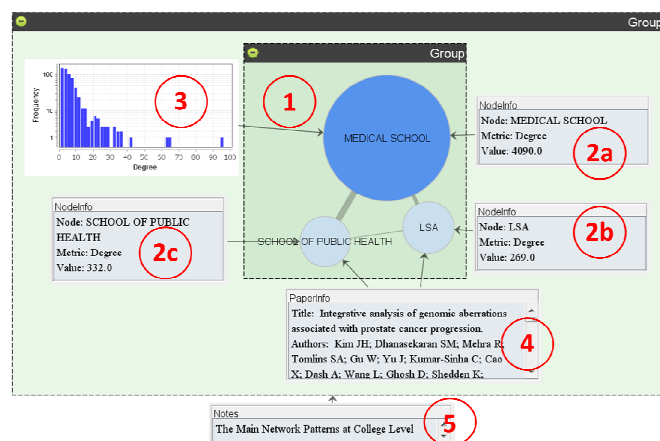 Group
Group
Frequency
100
1
0 10 20 30 40 50 60 70 80 90 100
Degree
3
1
MEDICAL SCHOOL
NodeInfo
Node: MEDICAL SCHOOL
Metric: Degree
Value: 4090.0
2a
NodeInfo
Node: SCHOOL OF PUBLIC
HEALTH
Metric: Degree
Value: 332.0
2c
SCHOOL OF PUBLIC HEALTH
LSA
NodeInfo
Node: LSA
Metric: Degree
Value: 269.0
2b
PaperInfo
Title: Integrative analysis of genomic aberrations
associated with prostate cancer progression.
Authors: Kim JH; Dhanasekaran SM; Mehra R;
Tomlins SA; Gu W; Yu J; Kumar-Sinha C; Cao
X; Dash A; Wang L; Ghosh D; Shedden K;
4
Notes
The Main Network Patterns at College Level
5